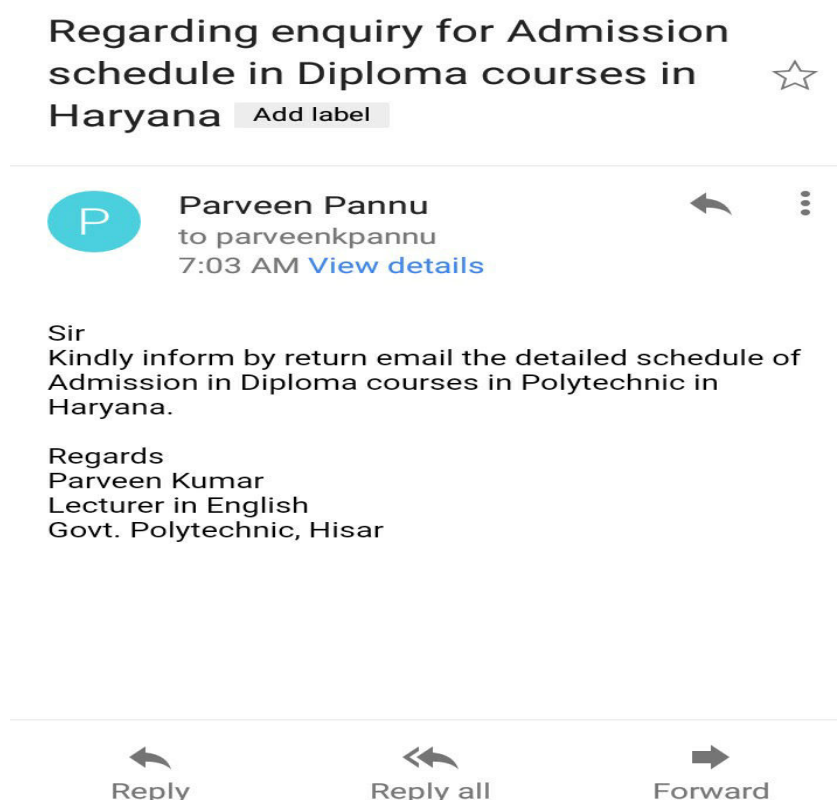 Regarding enquiry for Admission
schedule in Diploma courses in
Haryana Add label
P
Parveen Pannu
to parveenkpannu
7:03 AM View details
Sir
Kindly inform by return email the detailed schedule of
Admission in Diploma courses in Polytechnic in
Haryana.
Regards
Parveen Kumar
Lecturer in English
Govt. Polytechnic, Hisar
Reply Reply all Forward